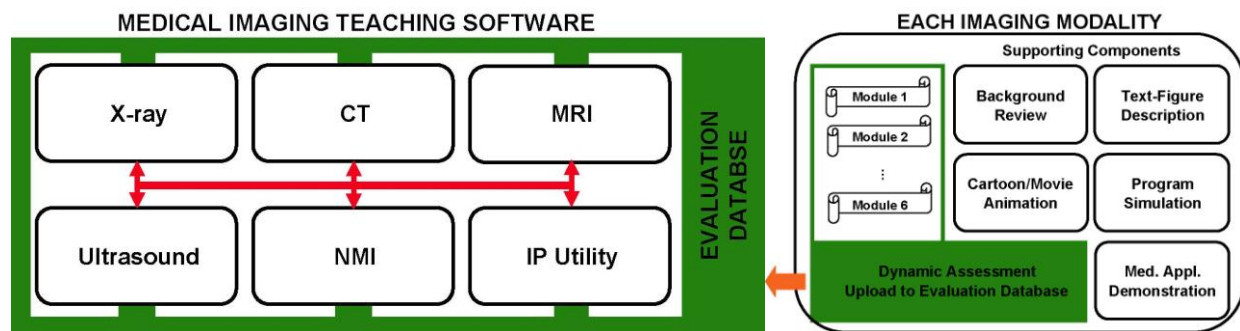 MEDICAL IMAGING TEACHING SOFTWARE
X-ray
CT
MRI
Ultrasound
NMI
IP Utility
EVALUATION
DATABSE
EACH IMAGING MODALITY
Supporting Components
Module 1
Module 2
...
Module 6
Background
Review
Text-Figure
Description
Cartoon/Movie
Animation
Program
Simulation
Dynamic Assessment
Upload to Evaluation Database
Med. Appl.
Demonstration